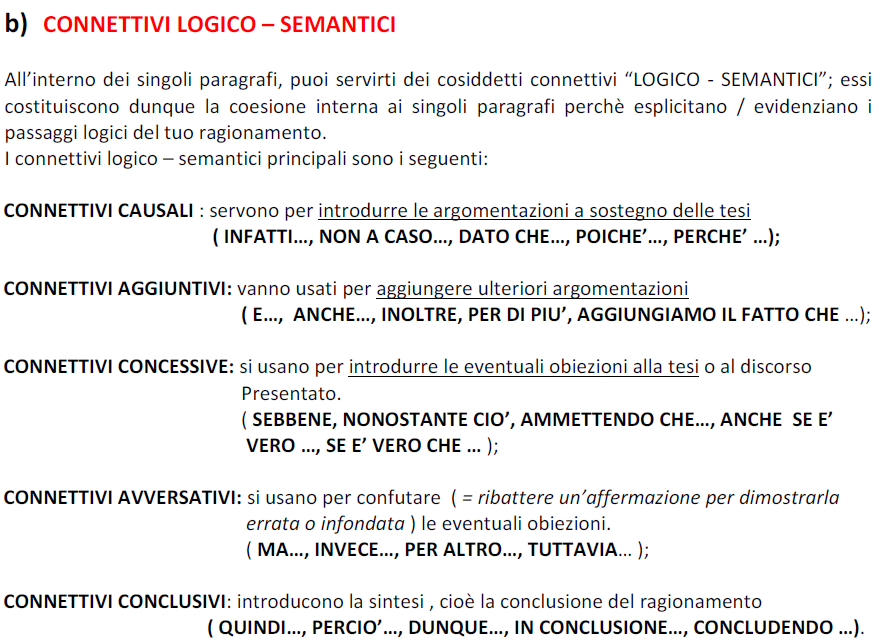 b) CONNETTIVI LOGICO – SEMANTICI
All’interno dei singoli paragrafi, puoi servirti dei cosiddetti connettivi “LOGICO - SEMANTICI”; essi
costituiscono dunque la coesione interna ai singoli paragrafi perchè esplicitano / evidenziano i
passaggi logici del tuo ragionamento.
I connettivi logico – semantici principali sono i seguenti:
CONNETTIVI CAUSALI : servono per introdurre le argomentazioni a sostegno delle tesi
( INFATTI…, NON A CASO…, DATO CHE…, POICHE’…, PERCHE’ …);
CONNETTIVI AGGIUNTIVI: vanno usati per aggiungere ulteriori argomentazioni
( E…, ANCHE…, INOLTRE, PER DI PIU’, AGGIUNGIAMO IL FATTO CHE …);
CONNETTIVI CONCESSIVE: si usano per introdurre le eventuali obiezioni alla tesi o al discorso
Presentato.
( SEBBENE, NONOSTANTE CIO’, AMMETTENDO CHE…, ANCHE SE E’
VERO …, SE E’ VERO CHE … );
CONNETTIVI AVVERSATIVI: si usano per confutare ( = ribattere un’affermazione per dimostrarla
errata o infondata ) le eventuali obiezioni.
( MA…, INVECE…, PER ALTRO…, TUTTAVIA… );
CONNETTIVI CONCLUSIVI: introducono la sintesi , cioè la conclusione del ragionamento
( QUINDI…, PERCIO’…, DUNQUE…, IN CONCLUSIONE…, CONCLUDENDO …).